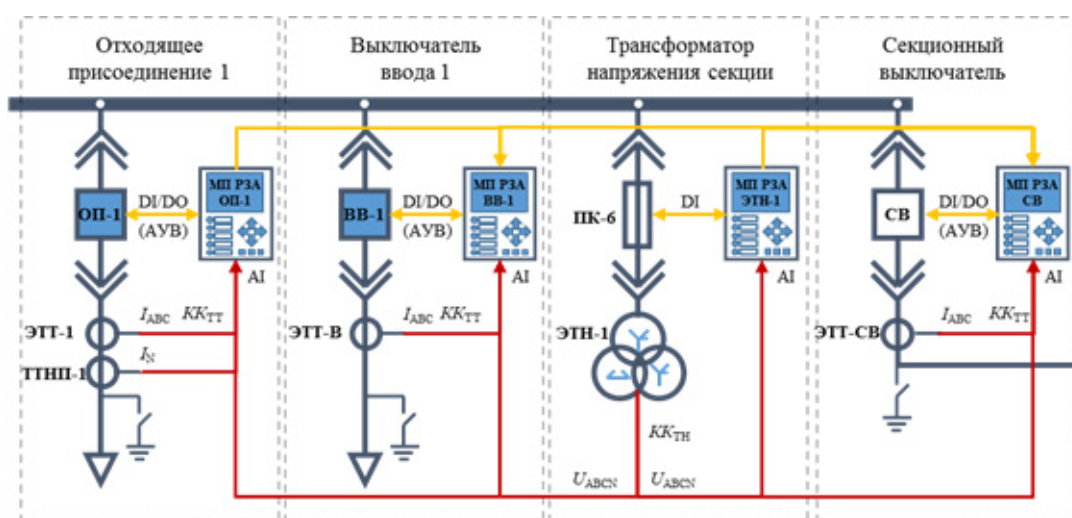 Отходящее
присоединение 1
Выключатель
ввода 1
Трансформатор
напряжения секции
Секционный
выключатель
ОП-1
DI/DO
(АУВ)
МП РЗА
ОП-1
AI
ВВ-1
DI/DO
(АУВ)
МП РЗА
ВВ-1
ПК-6
DI
МП РЗА
ЭТН-1
AI
СВ
DI/DO
(АУВ)
МП РЗА
СВ
AI
ЭТТ-1
IABC KKТТ
ТТНП-1
IN
ЭТТ-В
IABC KKТТ
ЭТН-1
KKТН
UABCN UABCN
ЭТТ-СВ
IABC KKТТ